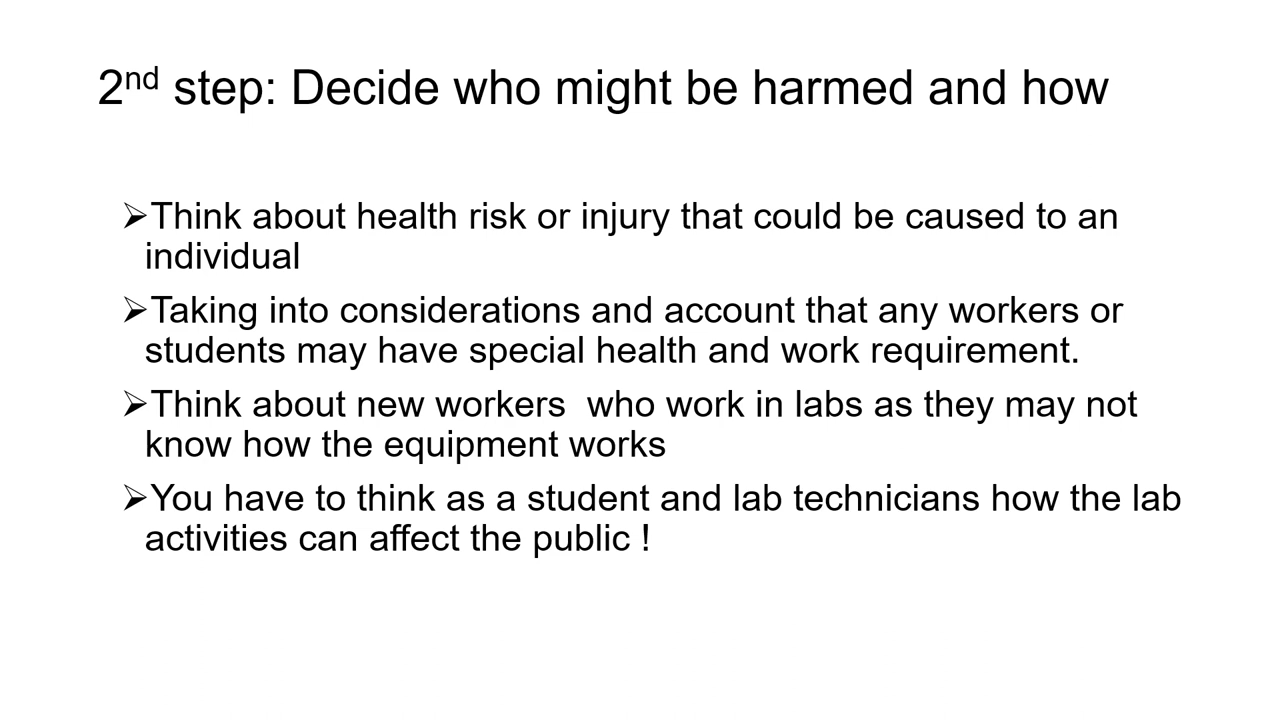 2nd step: Decide who might be harmed and how
➢Think about health risk or injury that could be caused to an
individual
➢Taking into considerations and account that any workers or
students may have special health and work requirement.
➢Think about new workers  who work in labs as they may not
know how the equipment works
➢You have to think as a student and lab technicians how the lab
activities can affect the public !